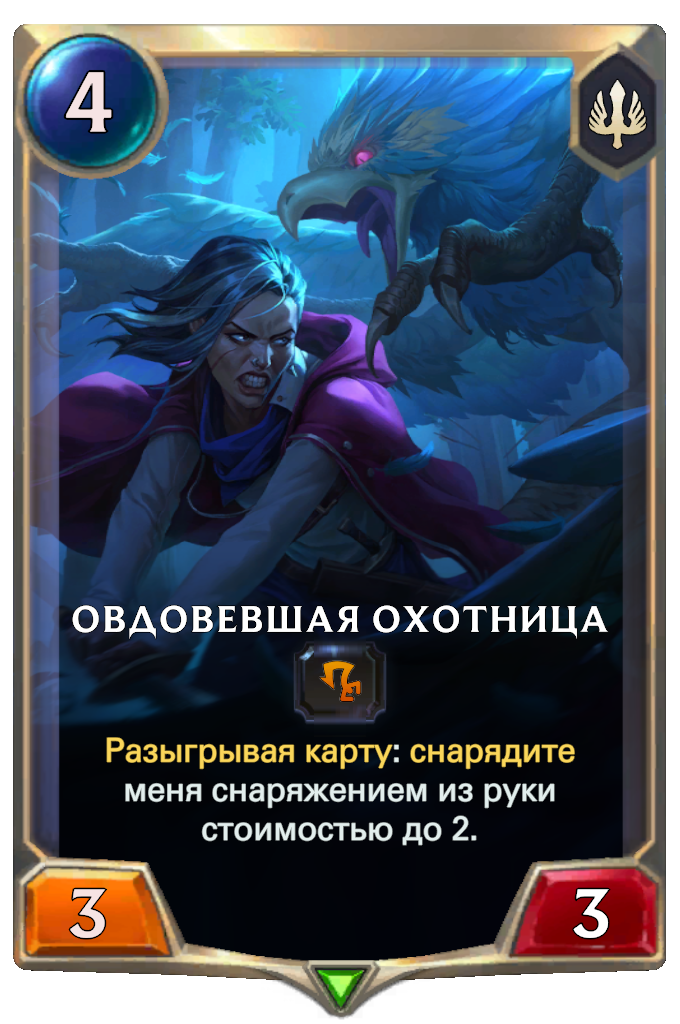 4
ОВДОВЕВШАЯ ОХОТНИЦА
Разыгрывая карту: снарядите
меня снаряжением из руки
стоимостью до 2.
3
3